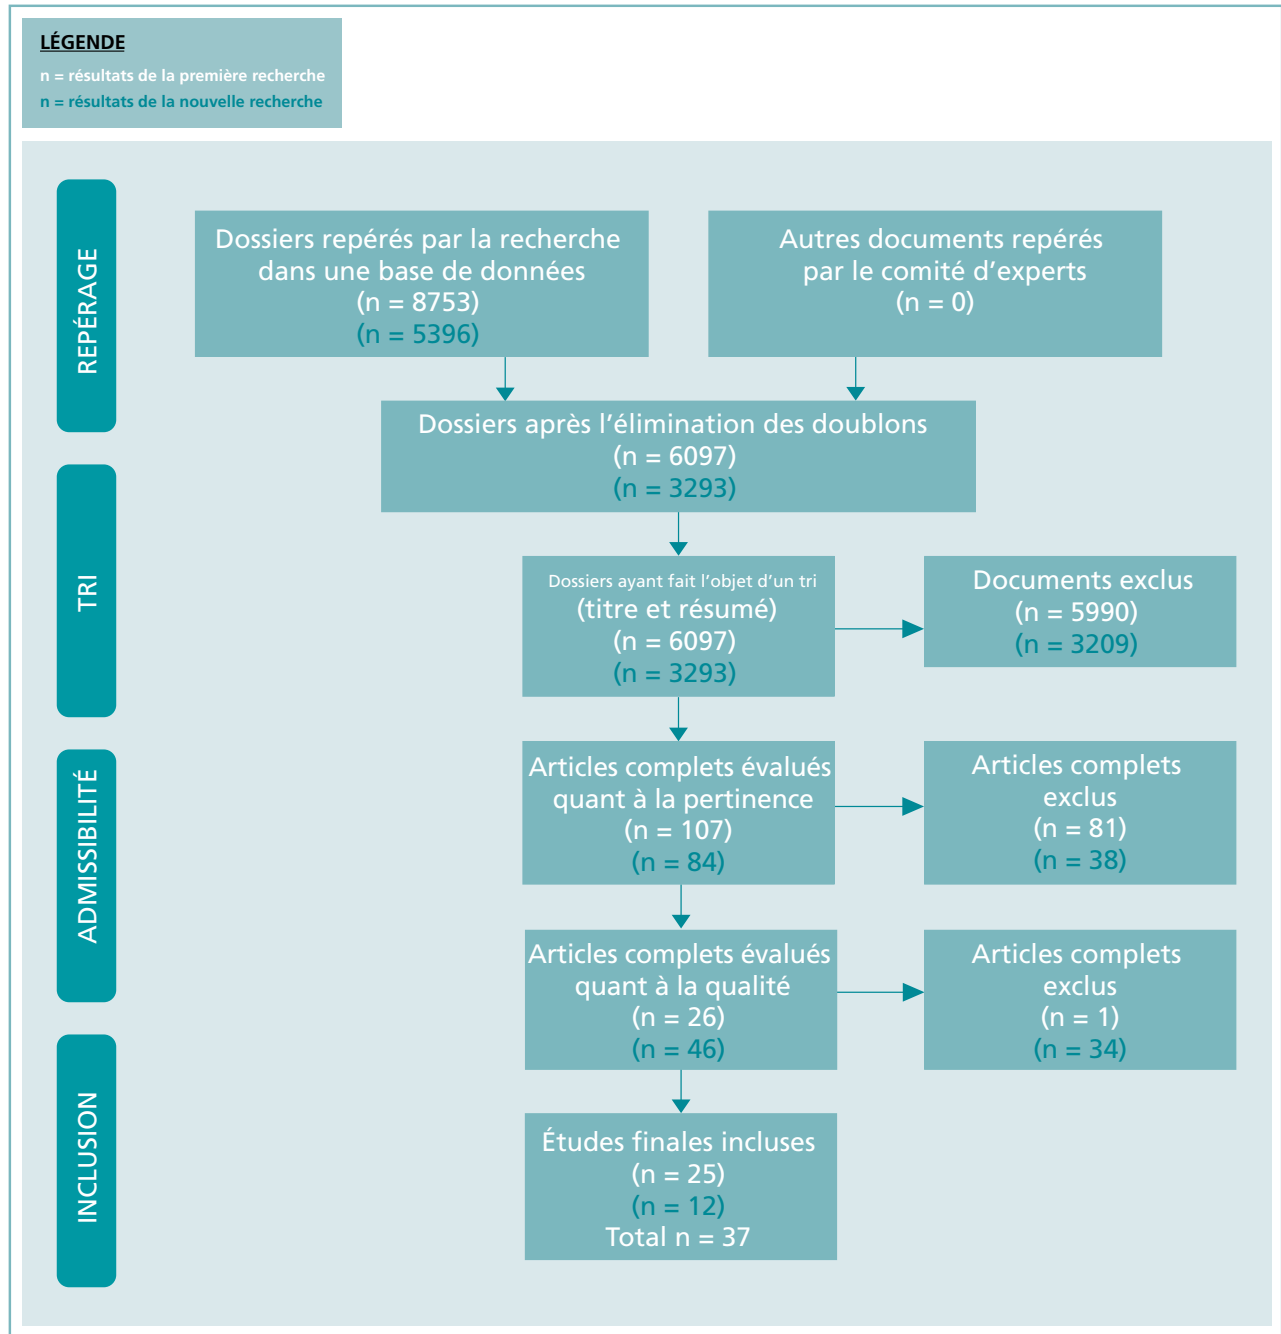 LÉGENDE
n = résultats de la première recherche
n = résultats de la nouvelle recherche
REPÉRAGE
Dossiers repérés par la recherche
dans une base de données
(n = 8753)
(n = 5396)
Autres documents repérés
par le comité d’experts
(n = 0)
Dossiers après l’élimination des doublons
(n = 6097)
(n = 3293)
TRI
Dossiers ayant fait l’objet d’un tri
(titre et résumé)
(n = 6097)
(n = 3293)
Documents exclus
(n = 5990)
(n = 3209)
ADMISSIBILITÉ
Articles complets évalués
quant à la pertinence
(n = 107)
(n = 84)
Articles complets
exclus
(n = 81)
(n = 38)
Articles complets évalués
quant à la qualité
(n = 26)
(n = 46)
Articles complets
exclus
(n = 1)
(n = 34)
INCLUSION
Études finales incluses
(n = 25)
(n = 12)
Total n = 37